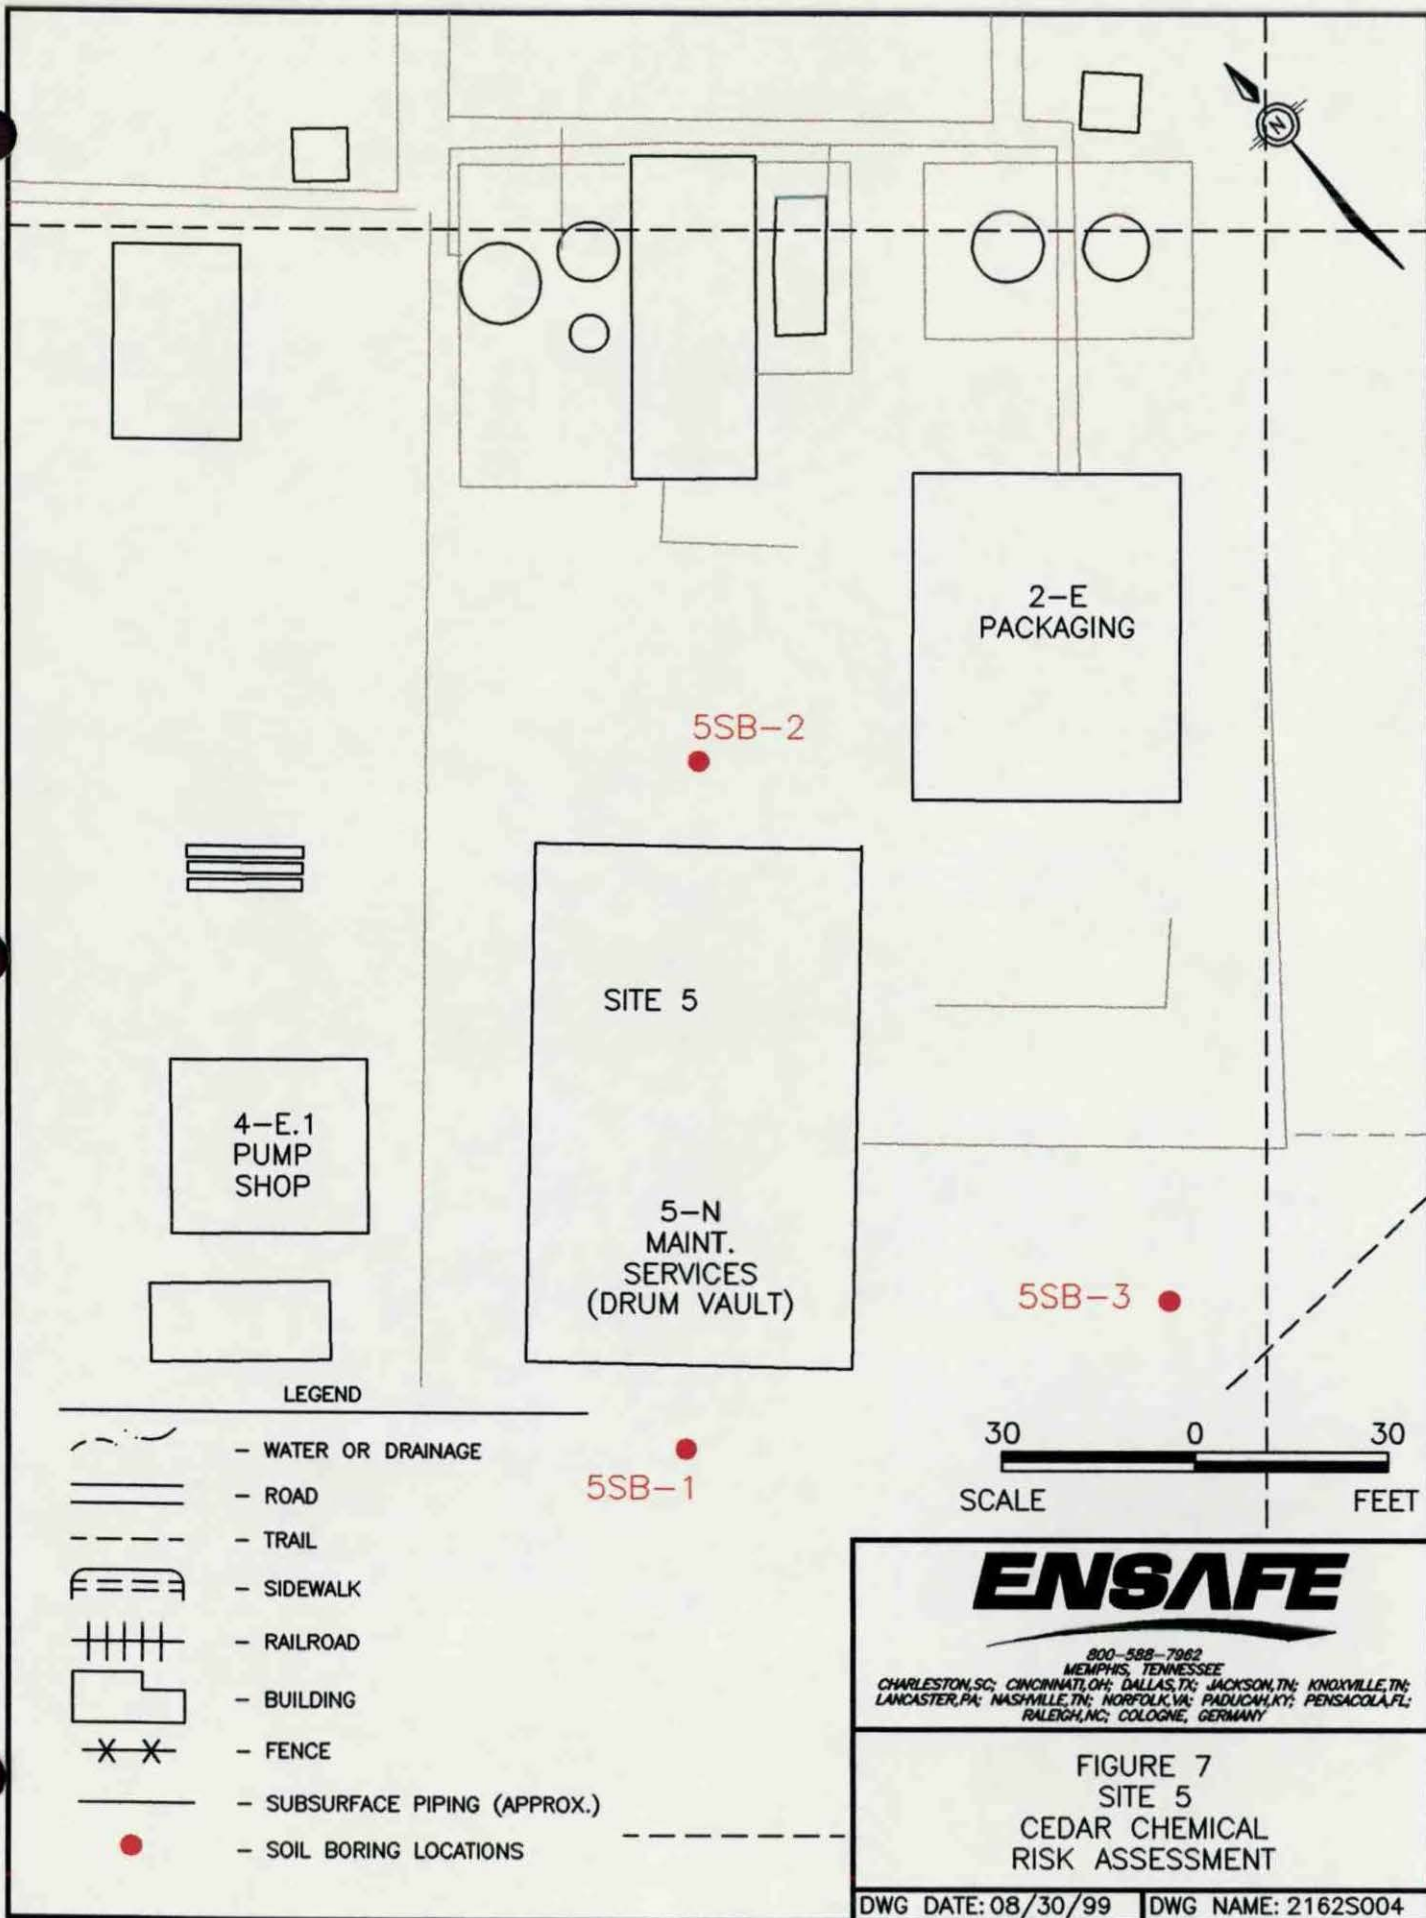 N
2-E
PACKAGING
5SB-2
SITE 5
4-E.1
PUMP
SHOP
5-N
MAINT.
SERVICES
(DRUM VAULT)
5SB-3
5SB-1
30 0 30
SCALE FEET
LEGEND
- WATER OR DRAINAGE
- ROAD
- TRAIL
- SIDEWALK
- RAILROAD
- BUILDING
- FENCE
- SUBSURFACE PIPING (APPROX.)
- SOIL BORING LOCATIONS
ENSAFE
800-588-7962
MEMPHIS, TENNESSEE
CHARLESTON,SC; CINCINNATI,OH; DALLAS,TX; JACKSON,TN; KNOXVILLE,TN;
LANCASTER,PA; NASHVILLE,TN; NORFOLK,VA; PADUCAH,KY; PENSACOLA,FL;
RALEIGH,NC; COLOGNE, GERMANY
FIGURE 7
SITE 5
CEDAR CHEMICAL
RISK ASSESSMENT
DWG DATE: 08/30/99 DWG NAME: 2162S004